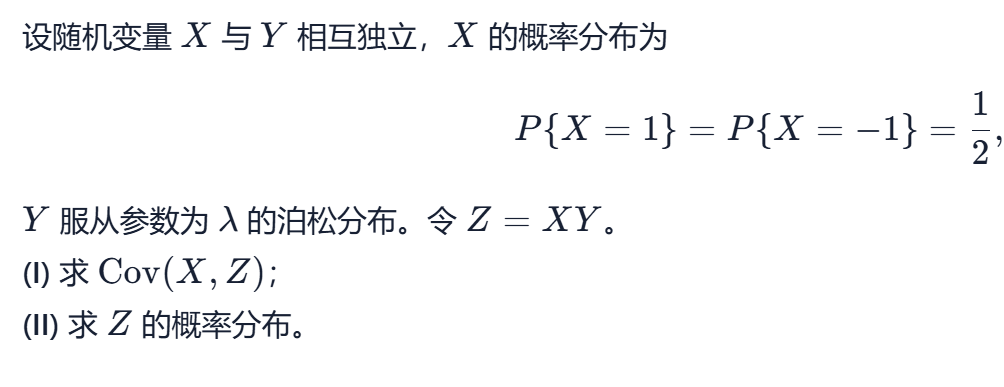 设随机变量 X 与 Y 相互独立，X 的概率分布为
P{X = 1} = P{X = −1} = 1/2,
Y 服从参数为 λ 的泊松分布。令 Z = XY。
(I) 求 Cov(X, Z)；
(II) 求 Z 的概率分布。